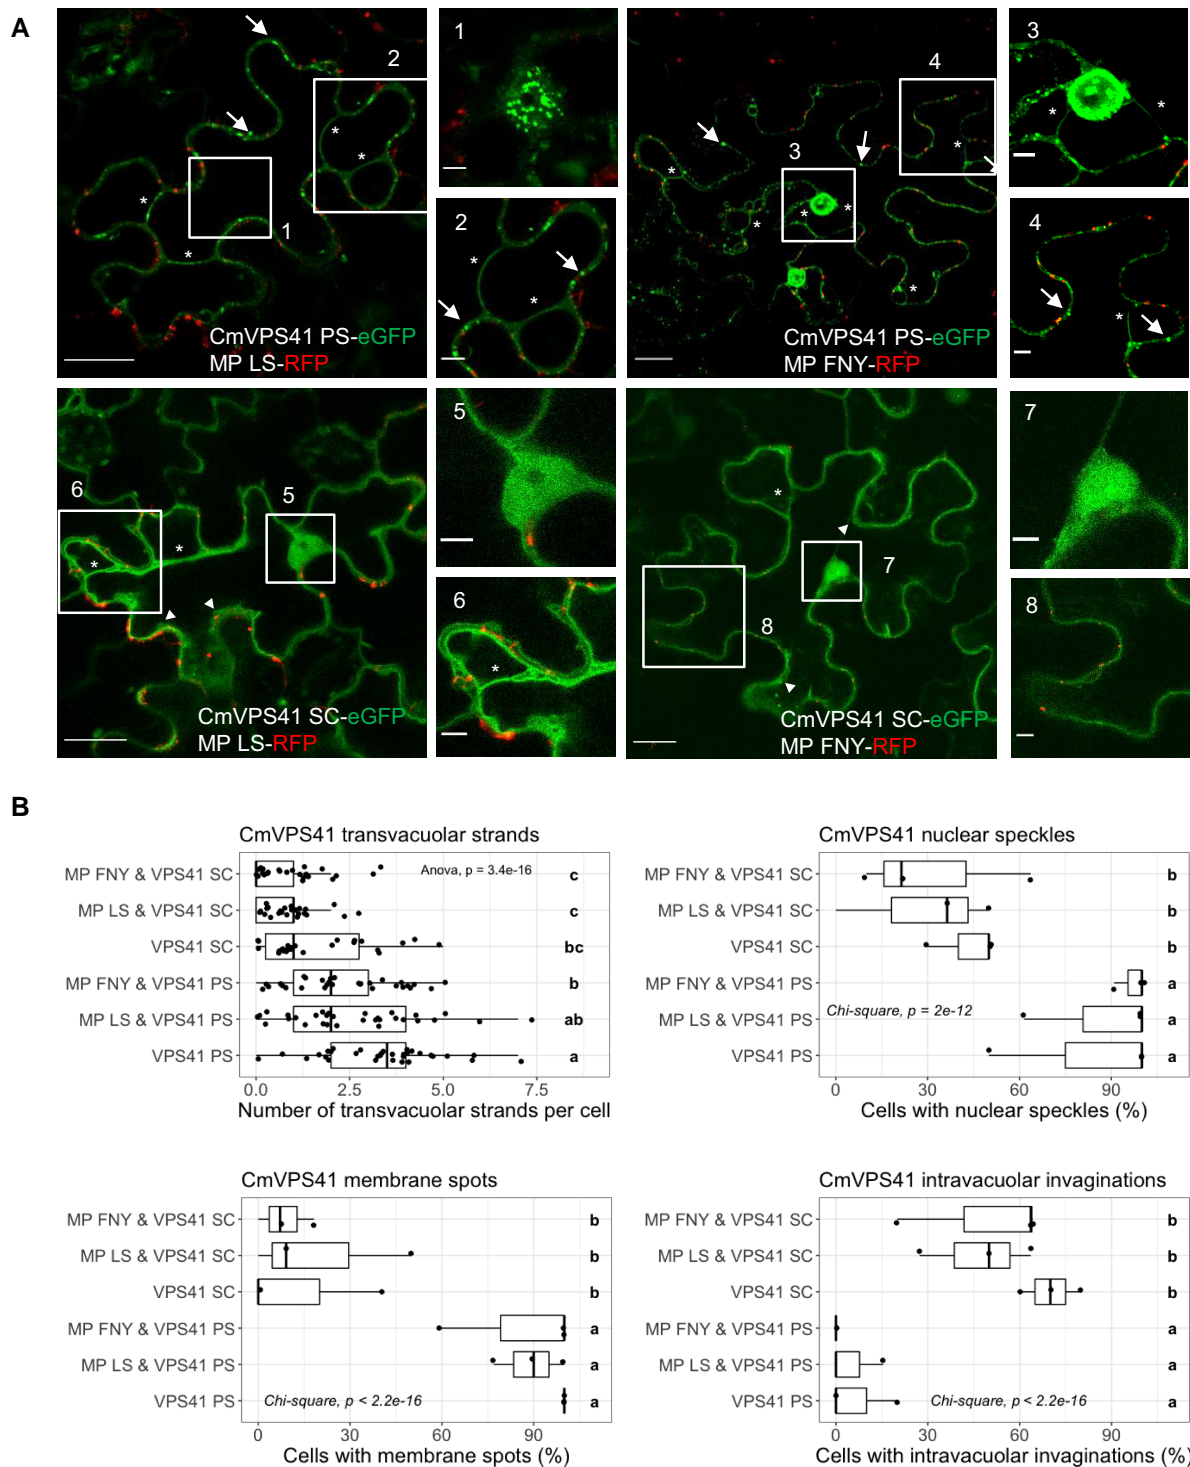 A
2
1
1
2
CmVPS41 PS-eGFP
MP LS-RFP
4
3
3
4
CmVPS41 PS-eGFP
MP FNY-RFP
6
5
5
6
CmVPS41 SC-eGFP
MP LS-RFP
7
8
7
8
CmVPS41 SC-eGFP
MP FNY-RFP
B
CmVPS41 transvacuolar strands
MP FNY & VPS41 SC
MP LS & VPS41 SC
VPS41 SC
MP FNY & VPS41 PS
MP LS & VPS41 PS
VPS41 PS
Anova, p = 3.4e-16
c
c
bc
b
ab
a
0.0 2.5 5.0 7.5
Number of transvacuolar strands per cell
CmVPS41 nuclear speckles
MP FNY & VPS41 SC
MP LS & VPS41 SC
VPS41 SC
MP FNY & VPS41 PS
MP LS & VPS41 PS
VPS41 PS
Chi-square, p = 2e-12
b
b
b
a
a
a
0 30 60 90
Cells with nuclear speckles (%)
CmVPS41 membrane spots
MP FNY & VPS41 SC
MP LS & VPS41 SC
VPS41 SC
MP FNY & VPS41 PS
MP LS & VPS41 PS
VPS41 PS
Chi-square, p < 2.2e-16
b
b
b
a
a
a
0 30 60 90
Cells with membrane spots (%)
CmVPS41 intravacuolar invaginations
MP FNY & VPS41 SC
MP LS & VPS41 SC
VPS41 SC
MP FNY & VPS41 PS
MP LS & VPS41 PS
VPS41 PS
Chi-square, p < 2.2e-16
b
b
b
a
a
a
0 30 60 90
Cells with intravacuolar invaginations (%)